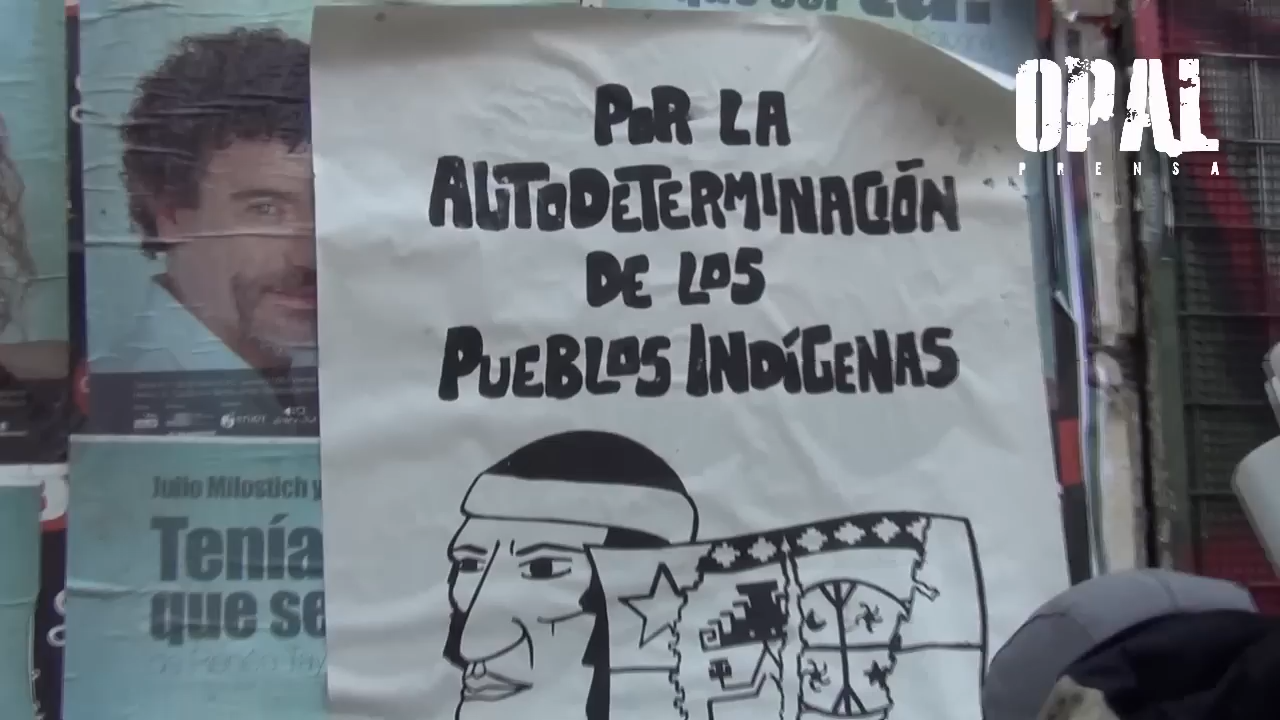 OPAL
PRENSA
POR LA
AUTODETERMINACIÓN
DE LOS
PUEBLOS INDÍGENAS
Julio Milostich y
Tenía
que se